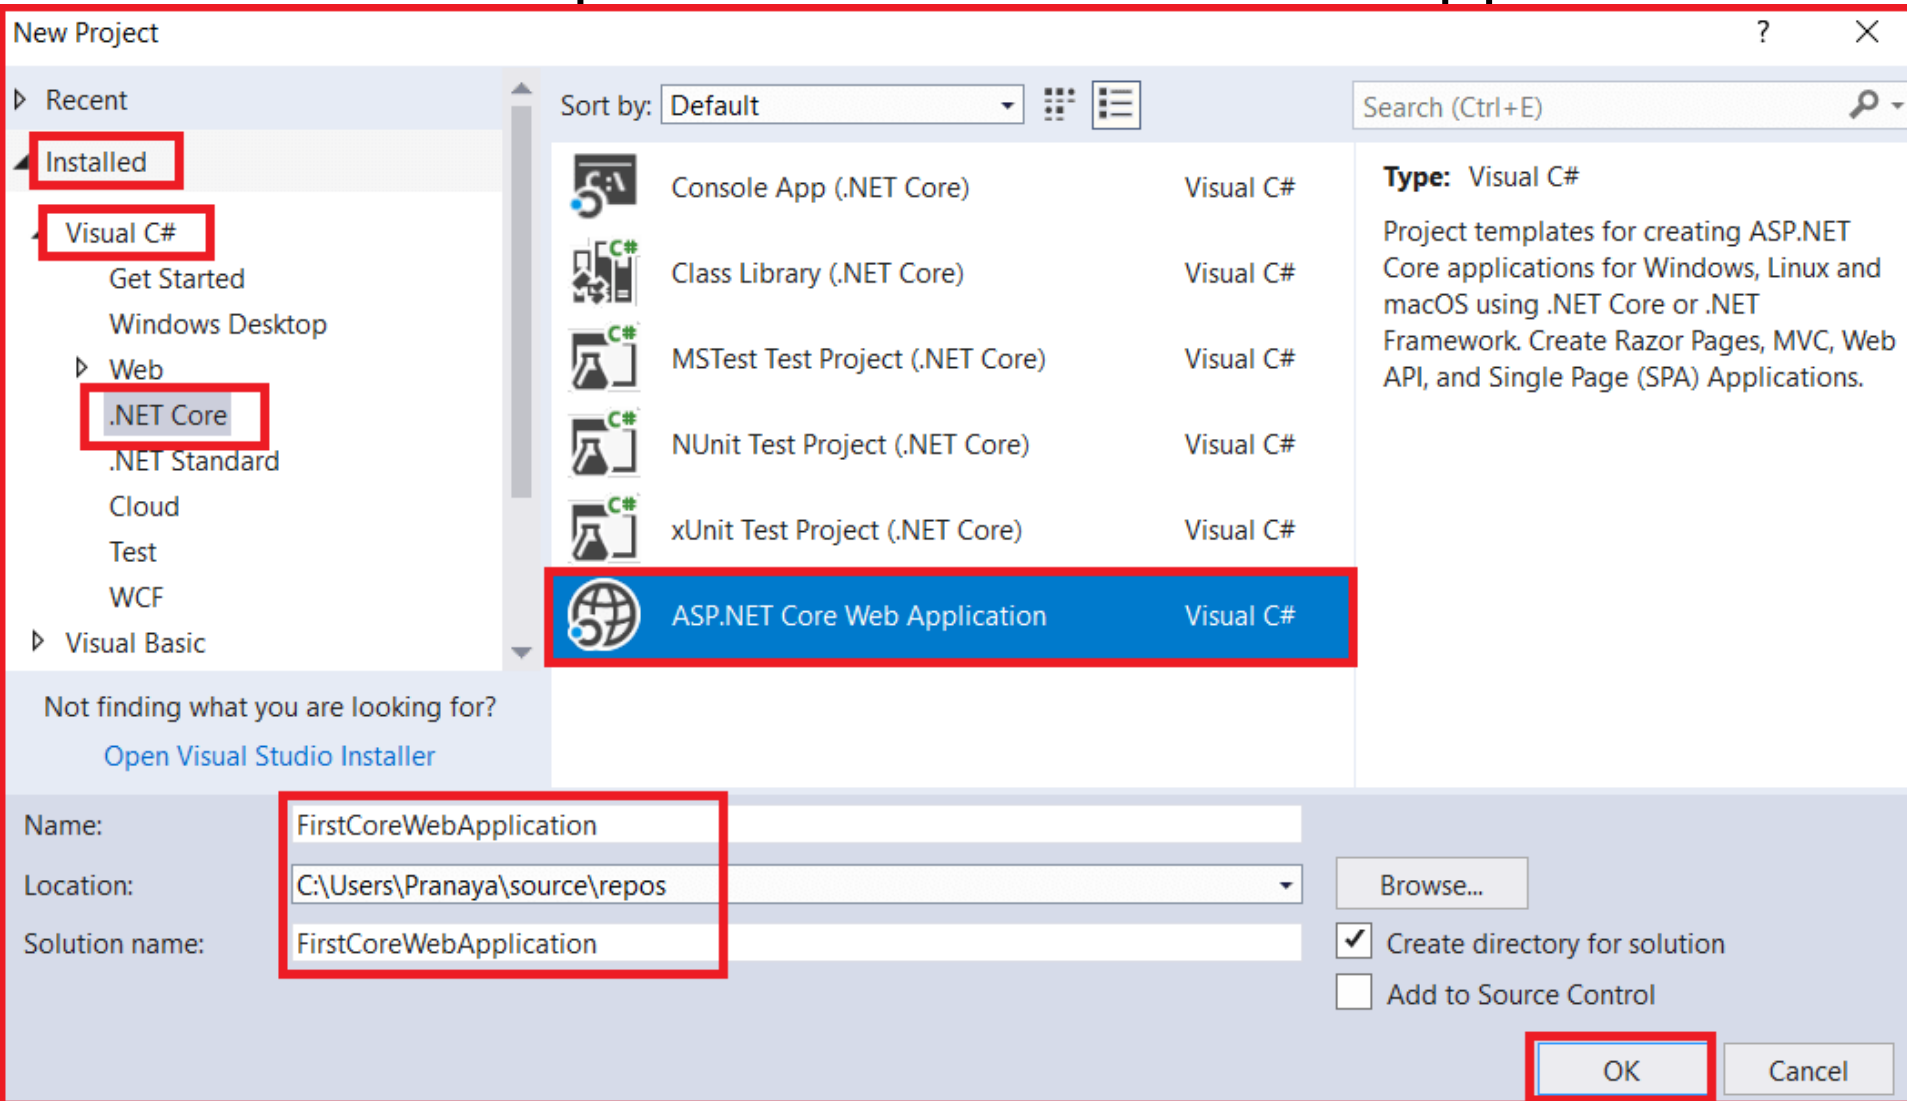 New Project
?
Recent
Sort by: Default
Search (Ctrl+E)
Installed
Visual C#
Get Started
Windows Desktop
Web
.NET Core
.NET Standard
Cloud
Test
WCF
Visual Basic
Not finding what you are looking for?
Open Visual Studio Installer
Console App (.NET Core) Visual C#
Class Library (.NET Core) Visual C#
MSTest Test Project (.NET Core) Visual C#
NUnit Test Project (.NET Core) Visual C#
xUnit Test Project (.NET Core) Visual C#
ASP.NET Core Web Application Visual C#
Type: Visual C#
Project templates for creating ASP.NET
Core applications for Windows, Linux and
macOS using .NET Core or .NET
Framework. Create Razor Pages, MVC, Web
API, and Single Page (SPA) Applications.
Name: FirstCoreWebApplication
Location: C:\Users\Pranaya\source\repos
Browse...
Solution name: FirstCoreWebApplication
Create directory for solution
Add to Source Control
OK
Cancel